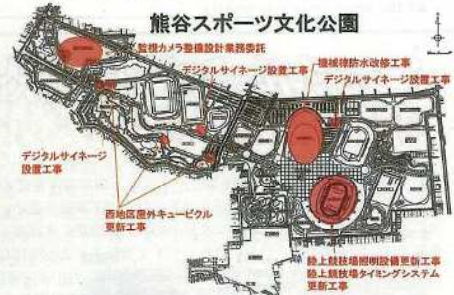 熊谷スポーツ文化公園
監視カメラ整備設計業務委託
デジタルサイネージ設置工事
機械棟防水改修工事
デジタルサイネージ設置工事
デジタルサイネージ
設置工事
西地区屋外キュービクル
更新工事
陸上競技場照明設備更新工事
陸上競技場タイミングシステム
更新工事